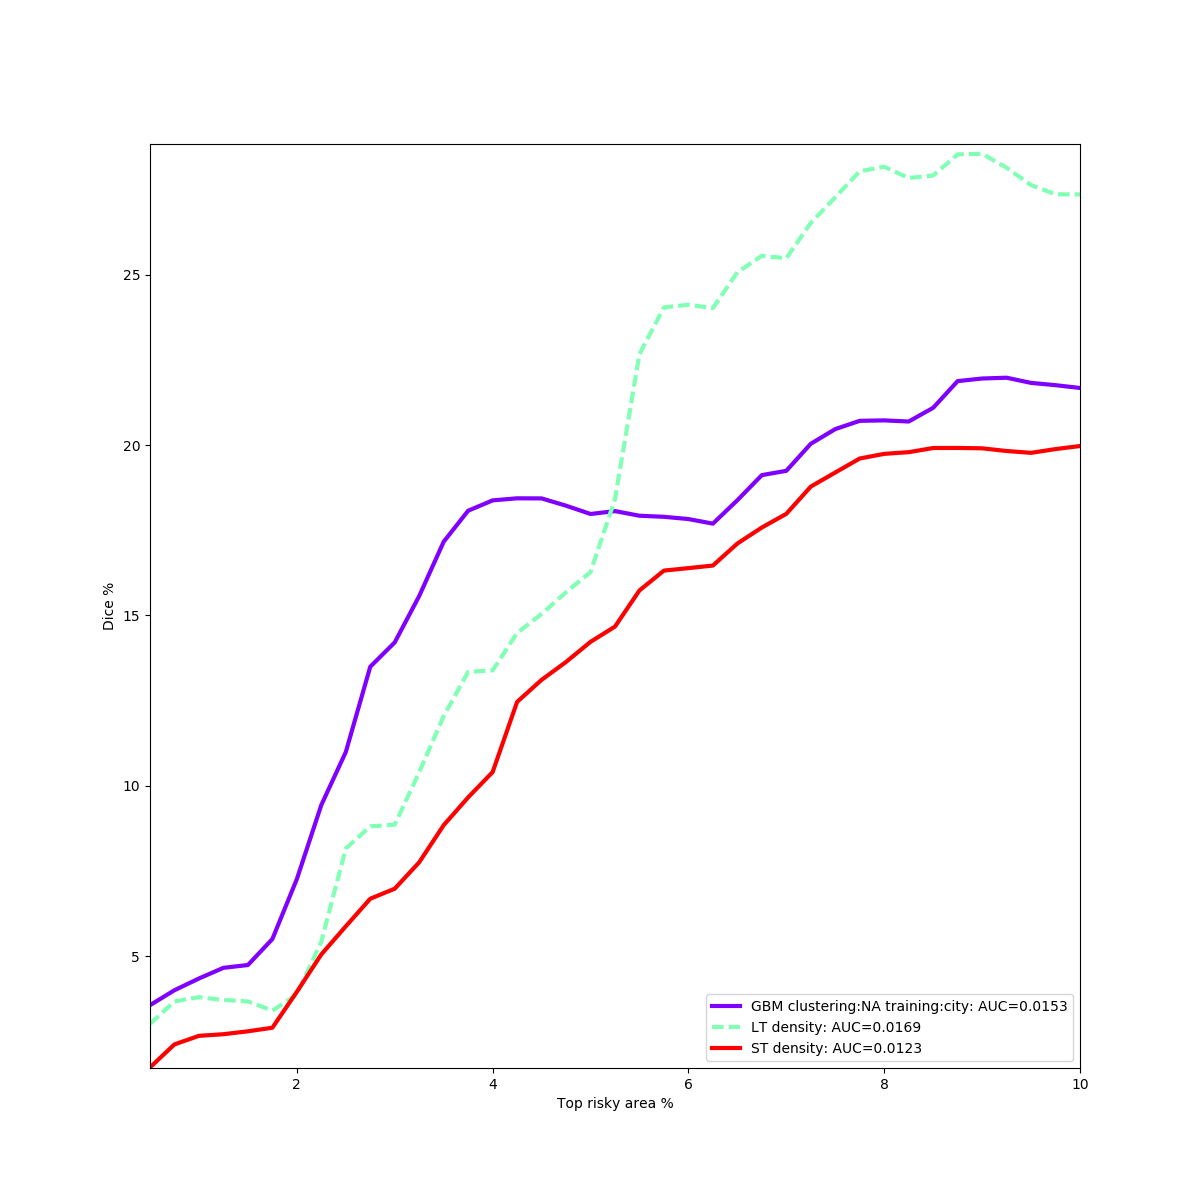 25
20
15
10
5
Dice %
2
4
6
8
10
Top risky area %
GBM clustering:NA training:city: AUC=0.0153
LT density: AUC=0.0169
ST density: AUC=0.0123